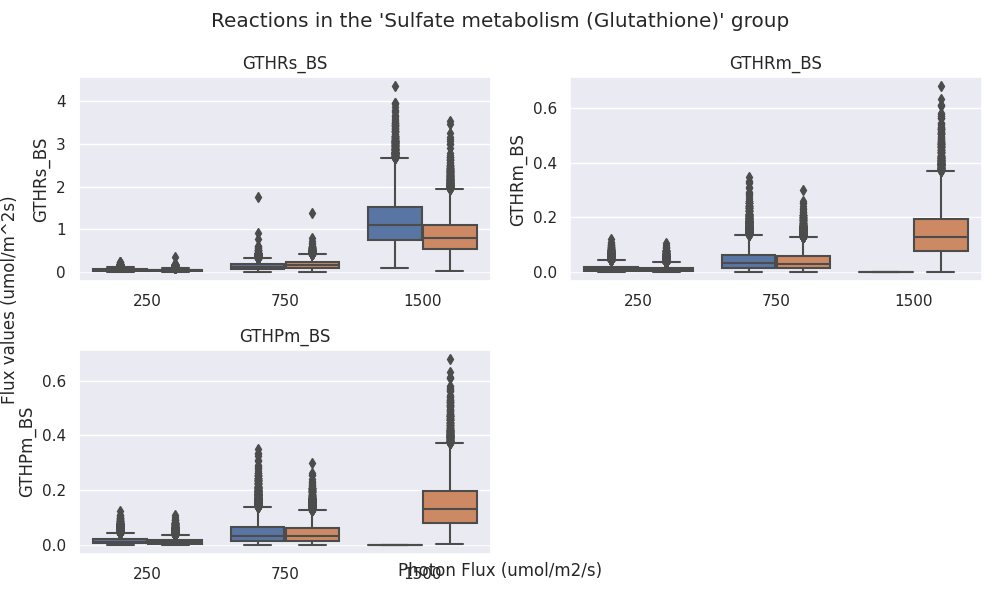 Reactions in the 'Sulfate metabolism (Glutathione)' group
GTHRs_BS
GTHRs_BS
4
3
2
1
0
250
750
1500
GTHRm_BS
GTHRm_BS
0.6
0.4
0.2
0.0
250
750
1500
Flux values (umol/m^2s)
GTHPm_BS
GTHPm_BS
0.6
0.4
0.2
0.0
250
750
1500
Photon Flux (umol/m2/s)